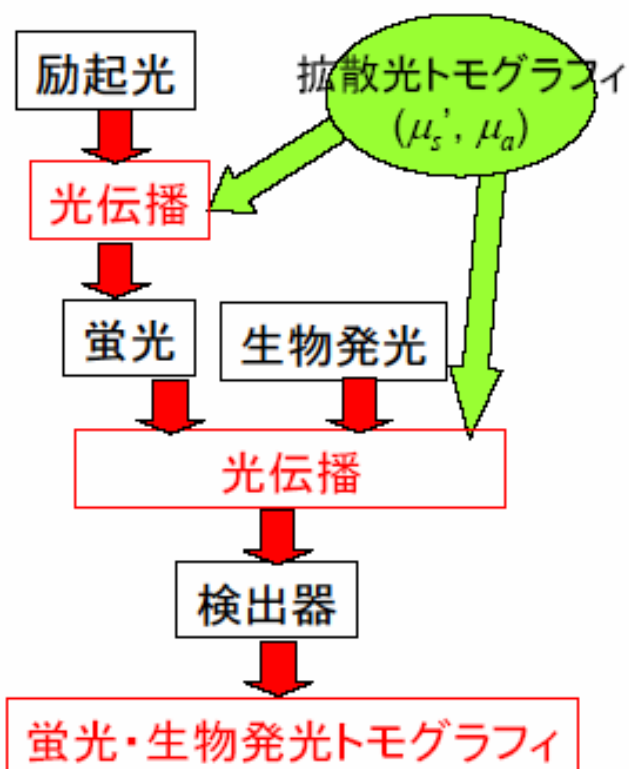 励起光
拡散光トモグラフィ
(μs’, μa)
光伝播
蛍光
生物発光
光伝播
検出器
蛍光・生物発光トモグラフィ